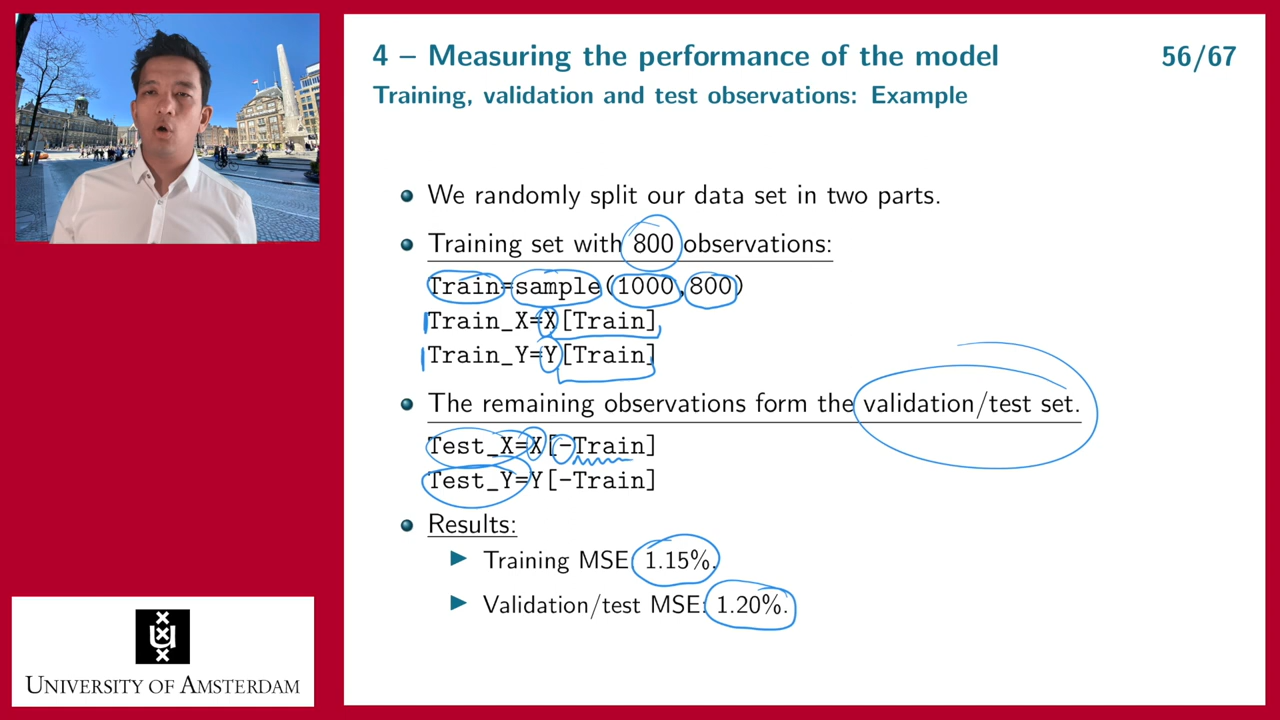 4 – Measuring the performance of the model 56/67
Training, validation and test observations: Example
We randomly split our data set in two parts.
Training set with 800 observations:
Train=sample(1000,800)
Train_X=X[Train]
Train_Y=Y[Train]
The remaining observations form the validation/test set.
Test_X=X[-Train]
Test_Y=Y[-Train]
Results:
Training MSE: 1.15%.
Validation/test MSE: 1.20%.
UNIVERSITY OF AMSTERDAM